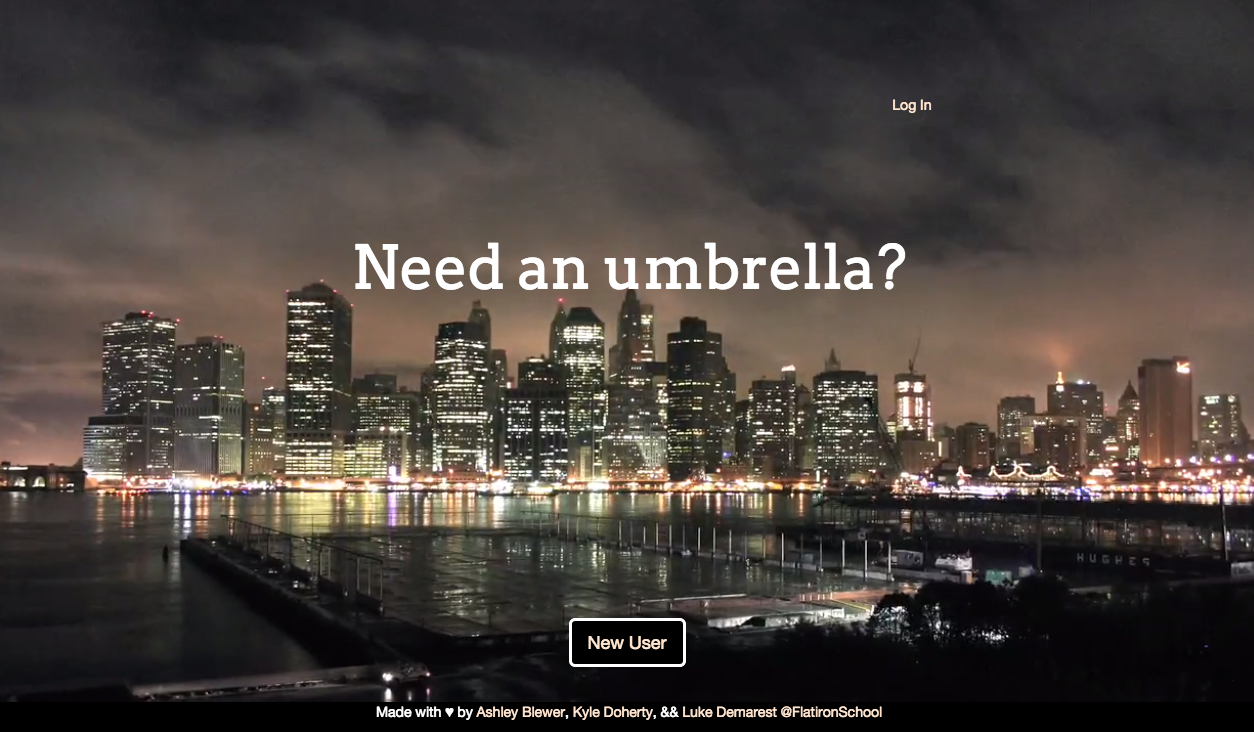 Log In
Need an umbrella?
HUGHES
New User
Made with ♥ by Ashley Blewer, Kyle Doherty, && Luke Demarest @FlatironSchool